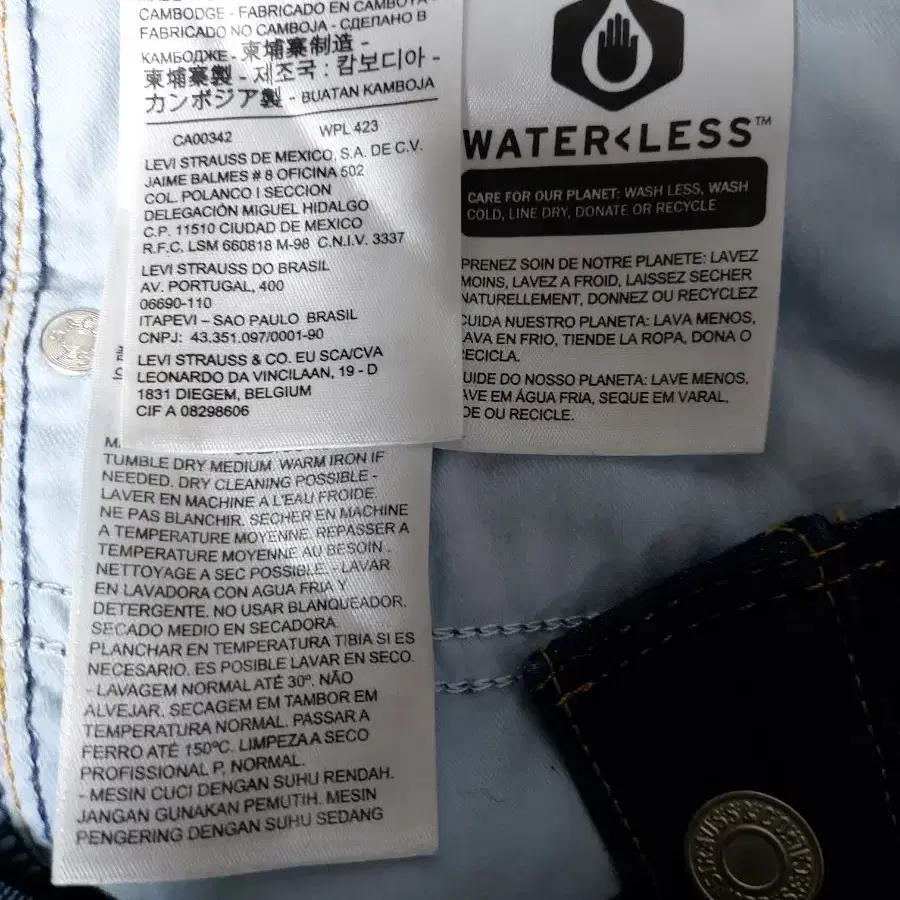 CAMBODGE - FABRICADO EN CAMBOYA -
FABRICADO NO CAMBOJA - СДЕЛАНО В
КАМБОДЖЕ - 柬埔寨制造 -
柬埔寨製 - 제조국 : 캄보디아 -
カンボジア製 - BUATAN KAMBOJA
CA00342 WPL 423
LEVI STRAUSS DE MEXICO, S.A. DE C.V.
JAIME BALMES # 8 OFICINA 502
COL. POLANCO I SECCION
DELEGACIÓN MIGUEL HIDALGO
C.P. 11510 CIUDAD DE MEXICO
R.F.C. LSM 660818 M-98 C.N.I.V. 3337
LEVI STRAUSS DO BRASIL
AV. PORTUGAL, 400
06690-110
ITAPEVI – SAO PAULO BRASIL
CNPJ: 43.351.097/0001-90
LEVI STRAUSS & CO. EU SCA/CVA
LEONARDO DA VINCILAAN, 19 - D
1831 DIEGEM, BELGIUM
CIF A 08298606
WATER<LESS™
CARE FOR OUR PLANET: WASH LESS, WASH
COLD, LINE DRY, DONATE OR RECYCLE
PRENEZ SOIN DE NOTRE PLANETE: LAVEZ
MOINS, LAVEZ A FROID, LAISSEZ SECHER
NATURELLEMENT, DONNEZ OU RECYCLEZ
CUIDA NUESTRO PLANETA: LAVA MENOS,
LAVA EN FRIO, TIENDE LA ROPA, DONA O
RECICLA.
UIDE DO NOSSO PLANETA: LAVE MENOS,
AVE EM ÁGUA FRIA, SEQUE EM VARAL,
OE OU RECICLE.
TUMBLE DRY MEDIUM. WARM IRON IF
NEEDED. DRY CLEANING POSSIBLE -
LAVER EN MACHINE A L'EAU FROIDE.
NE PAS BLANCHIR. SECHER EN MACHINE
A TEMPERATURE MOYENNE. REPASSER A
TEMPERATURE MOYENNE AU BESOIN .
NETTOYAGE A SEC POSSIBLE. - LAVAR
EN LAVADORA CON AGUA FRIA Y
DETERGENTE. NO USAR BLANQUEADOR.
SECADO MEDIO EN SECADORA.
PLANCHAR EN TEMPERATURA TIBIA SI ES
NECESARIO. ES POSIBLE LAVAR EN SECO.
- LAVAGEM NORMAL ATÉ 30º. NÃO
ALVEJAR. SECAGEM EM TAMBOR EM
TEMPERATURA NORMAL. PASSAR A
FERRO ATÉ 150ºC. LIMPEZA A SECO
PROFISSIONAL P, NORMAL.
- MESIN CUCI DENGAN SUHU RENDAH.
JANGAN GUNAKAN PEMUTIH. MESIN
PENGERING DENGAN SUHU SEDANG
STRAUSS & CO